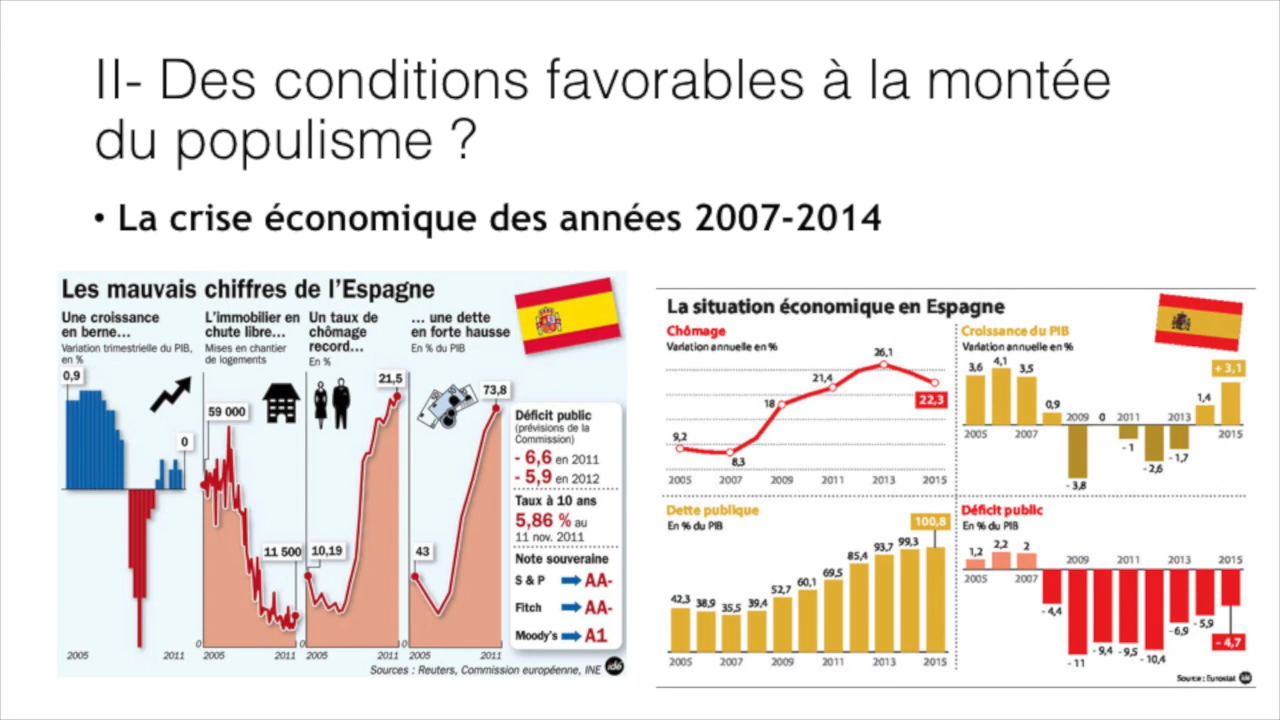 II- Des conditions favorables à la montée
du populisme ?
• La crise économique des années 2007-2014
Les mauvais chiffres de l'Espagne
Une croissance
en berne...
Variation trimestrielle du PIB,
en %
0,9
0
2005
2011
L'immobilier en
chute libre...
Mises en chantier
de logements
59 000
11 500
0
2005
2011
Un taux de
chômage
record...
En %
21,5
10,19
0
2005
2011
... une dette
en forte hausse
En % du PIB
73,8
43
0
2005
2011
Déficit public
(prévisions de la
Commission)
- 6,6 en 2011
- 5,9 en 2012
Taux à 10 ans
5,86 % au
11 nov. 2011
Note souveraine
S & P AA-
Fitch AA-
Moody's A1
Sources : Reuters, Commission européenne, INE
idé
La situation économique en Espagne
Chômage
Variation annuelle en %
9,2
8,3
18
21,4
26,1
22,3
2005 2007 2009 2011 2013 2015
Croissance du PIB
Variation annuelle en %
3,6 4,1 3,5 0,9 -3,8 0 -1 -2,6 -1,7 1,4 +3,1
2005 2007 2009 2011 2013 2015
Dette publique
En % du PIB
42,3 38,9 35,5 39,4 52,7 60,1 69,5 85,4 93,7 99,3 100,8
2005 2007 2009 2011 2013 2015
Déficit public
En % du PIB
1,2 2,2 2 -4,4 -11 -9,4 -9,5 -10,4 -6,9 -5,9 -4,7
2005 2007 2009 2011 2013 2015
Source : Eurostat